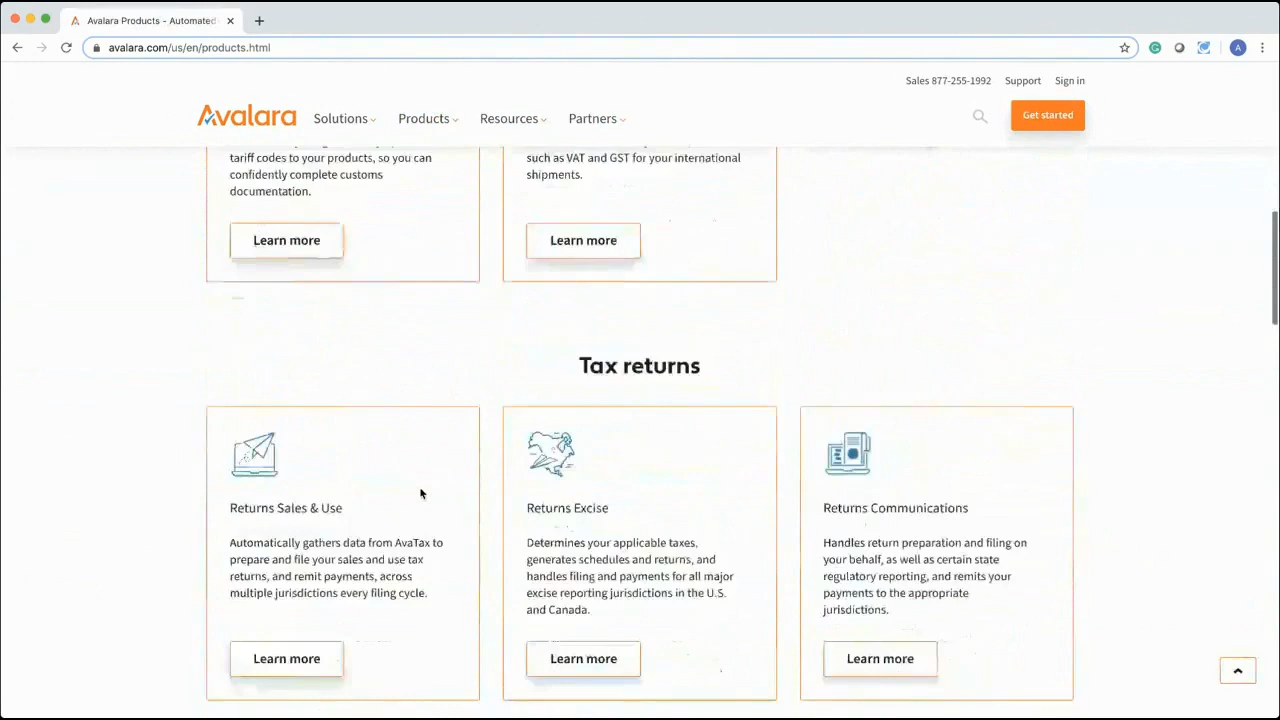 Avalara Products - Automated
avalara.com/us/en/products.html
A
Sales 877-255-1992 Support Sign in
Avalara Solutions Products Resources Partners Get started
tariff codes to your products, so you can
confidently complete customs
documentation.
Learn more
such as VAT and GST for your international
shipments.
Learn more
Tax returns
Returns Sales & Use
Automatically gathers data from AvaTax to
prepare and file your sales and use tax
returns, and remit payments, across
multiple jurisdictions every filing cycle.
Learn more
Returns Excise
Determines your applicable taxes,
generates schedules and returns, and
handles filing and payments for all major
excise reporting jurisdictions in the U.S.
and Canada.
Learn more
Returns Communications
Handles return preparation and filing on
your behalf, as well as certain state
regulatory reporting, and remits your
payments to the appropriate
jurisdictions.
Learn more